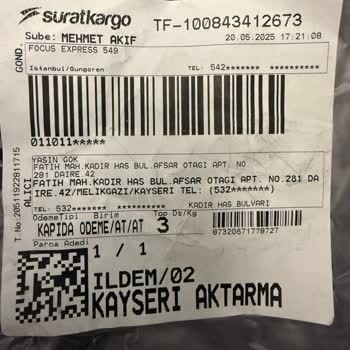 suratkargo TF-100843412673
Sube: MEHMET AKIF 20.05.2025 17:21:08
GOND.
FOCUS EXPRESS 549
Istanbul/Gungoren TEL: 542*******
011011*****
T. No:20511922811715
ALICI
YASIN GOK
FATIH MAH.KADIR HAS BUL.AFSAR OTAGI APT. NO.
281 DAIRE 42
FATIH MAH.KADIR HAS BUL.AFSAR OTAGI APT. NO.281 DA
IRE.42/MELIKGAZI/KAYSERI TEL: (532*******)
TEL: 532******* KADIR HAS BULVARI
OdemeTipi Birim Top Ds/Kg
KAPIDA ODEME/AT/AT 3
87320671778727
Parca Adedi
1 / 1
ILDEM/02
KAYSERI AKTARMA